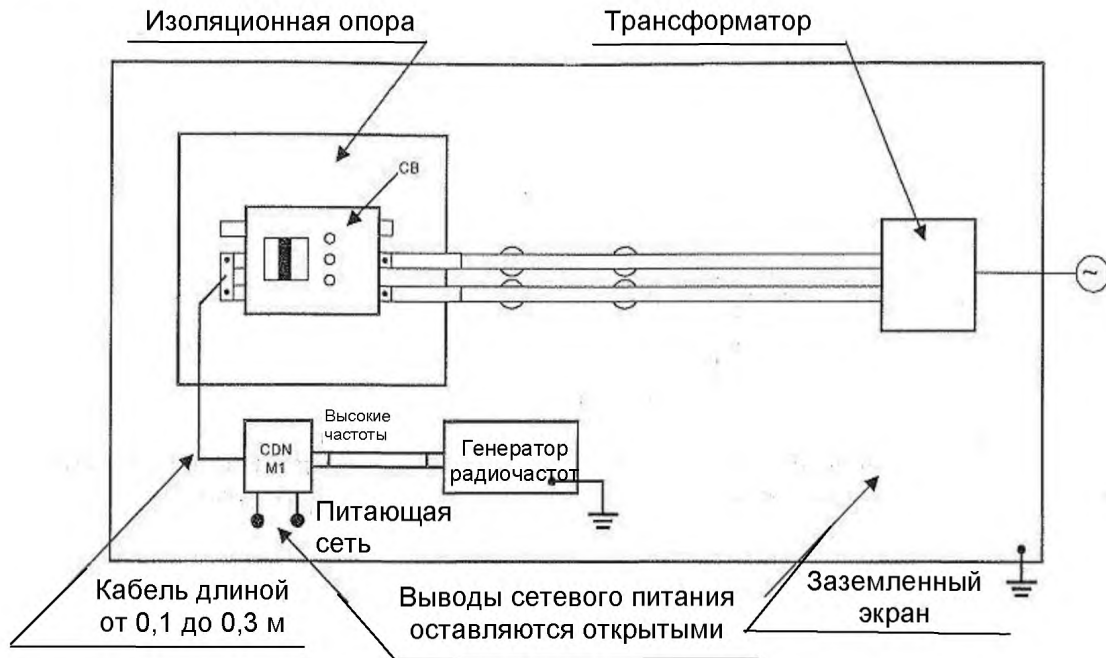 Изоляционная опора
Трансформатор
CB
~
Высокие
частоты
CDN
M1
Генератор
радиочастот
Питающая
сеть
Кабель длиной
от 0,1 до 0,3 м
Выводы сетевого питания
оставляются открытыми
Заземленный
экран